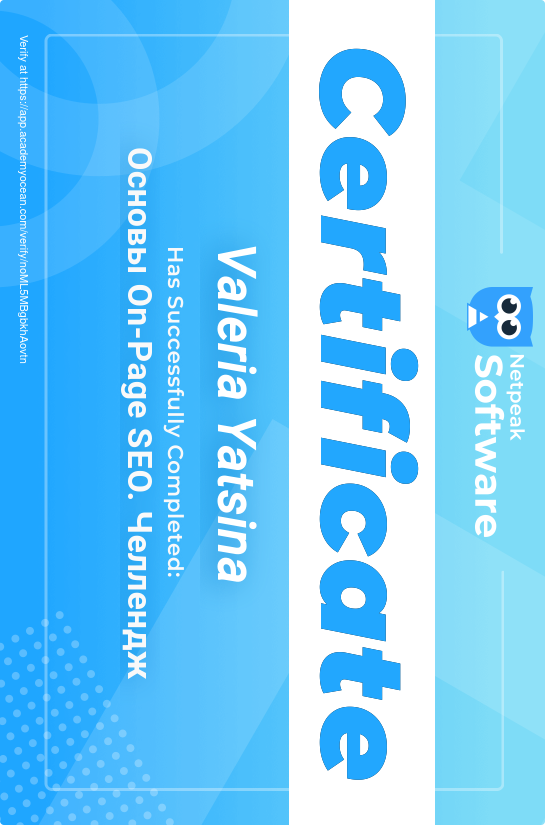 Netpeak
Software
Certificate
Valeria Yatsina
Has Successfully Completed:
Основы On-Page SEO. Челлендж
Verify at https://app.academyocean.com/verify/noML5MBgbkhAovtn